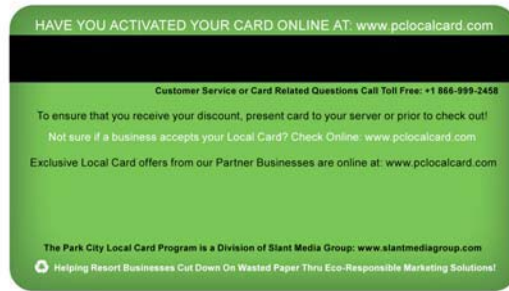 HAVE YOU ACTIVATED YOUR CARD ONLINE AT: www.pclocalcard.com
Customer Service or Card Related Questions Call Toll Free: +1 866-999-2458
To ensure that you receive your discount, present card to your server or prior to check out!
Not sure if a business accepts your Local Card? Check Online: www.pclocalcard.com
Exclusive Local Card offers from our Partner Businesses are online at: www.pclocalcard.com
The Park City Local Card Program is a Division of Slant Media Group: www.slantmediagroup.com
Helping Resort Businesses Cut Down On Wasted Paper Thru Eco-Responsible Marketing Solutions!